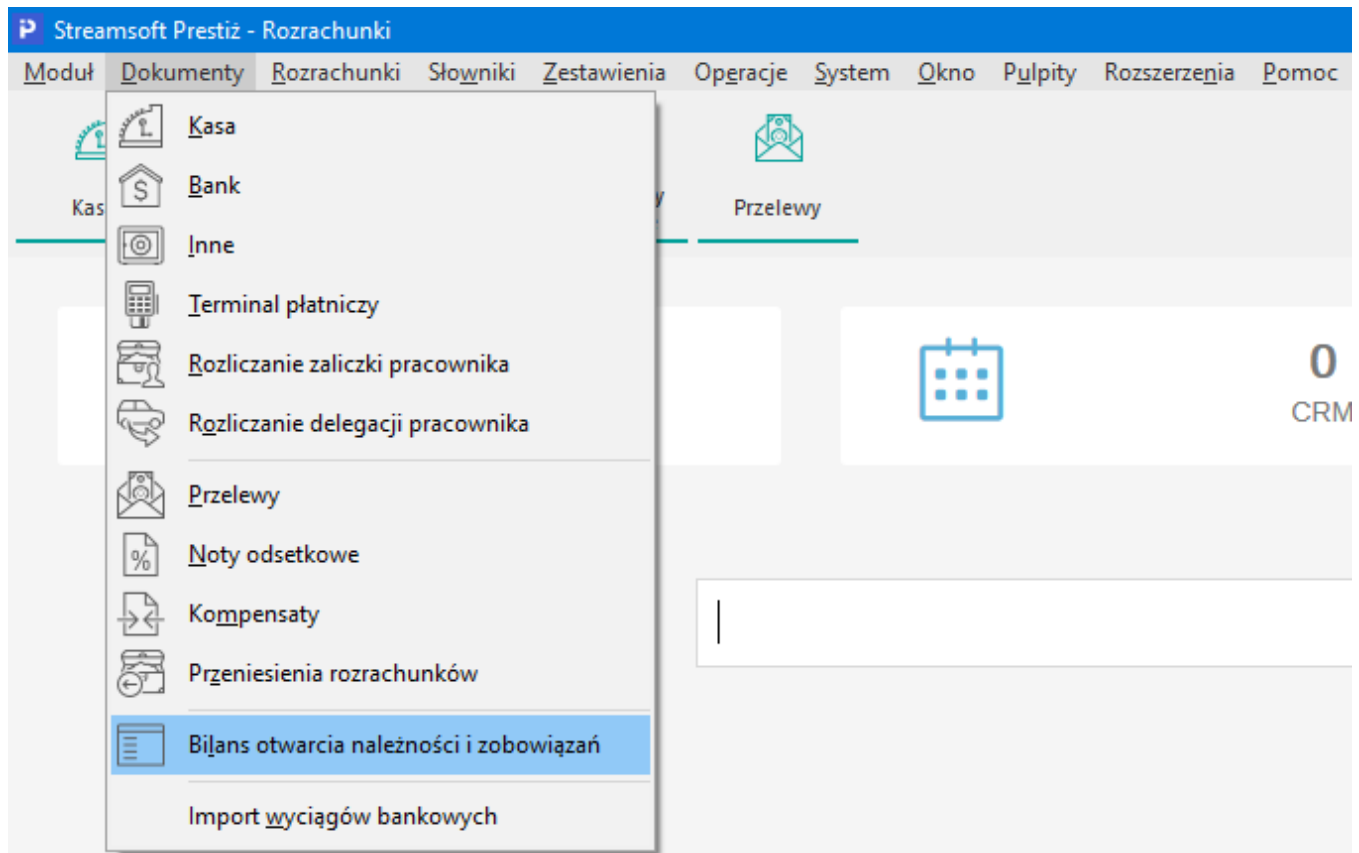 Streamsoft Prestiż - Rozrachunki
Moduł Dokumenty Rozrachunki Słowniki Zestawienia Operacje System Okno Pulpity Rozszerzenia Pomoc
Kasa
Bank
Inne
Terminal płatniczy
Rozliczanie zaliczki pracownika
Rozliczanie delegacji pracownika
Przelewy
Noty odsetkowe
Kompensaty
Przeniesienia rozrachunków
Bilans otwarcia należności i zobowiązań
Import wyciągów bankowych
Przelewy
0
CRM